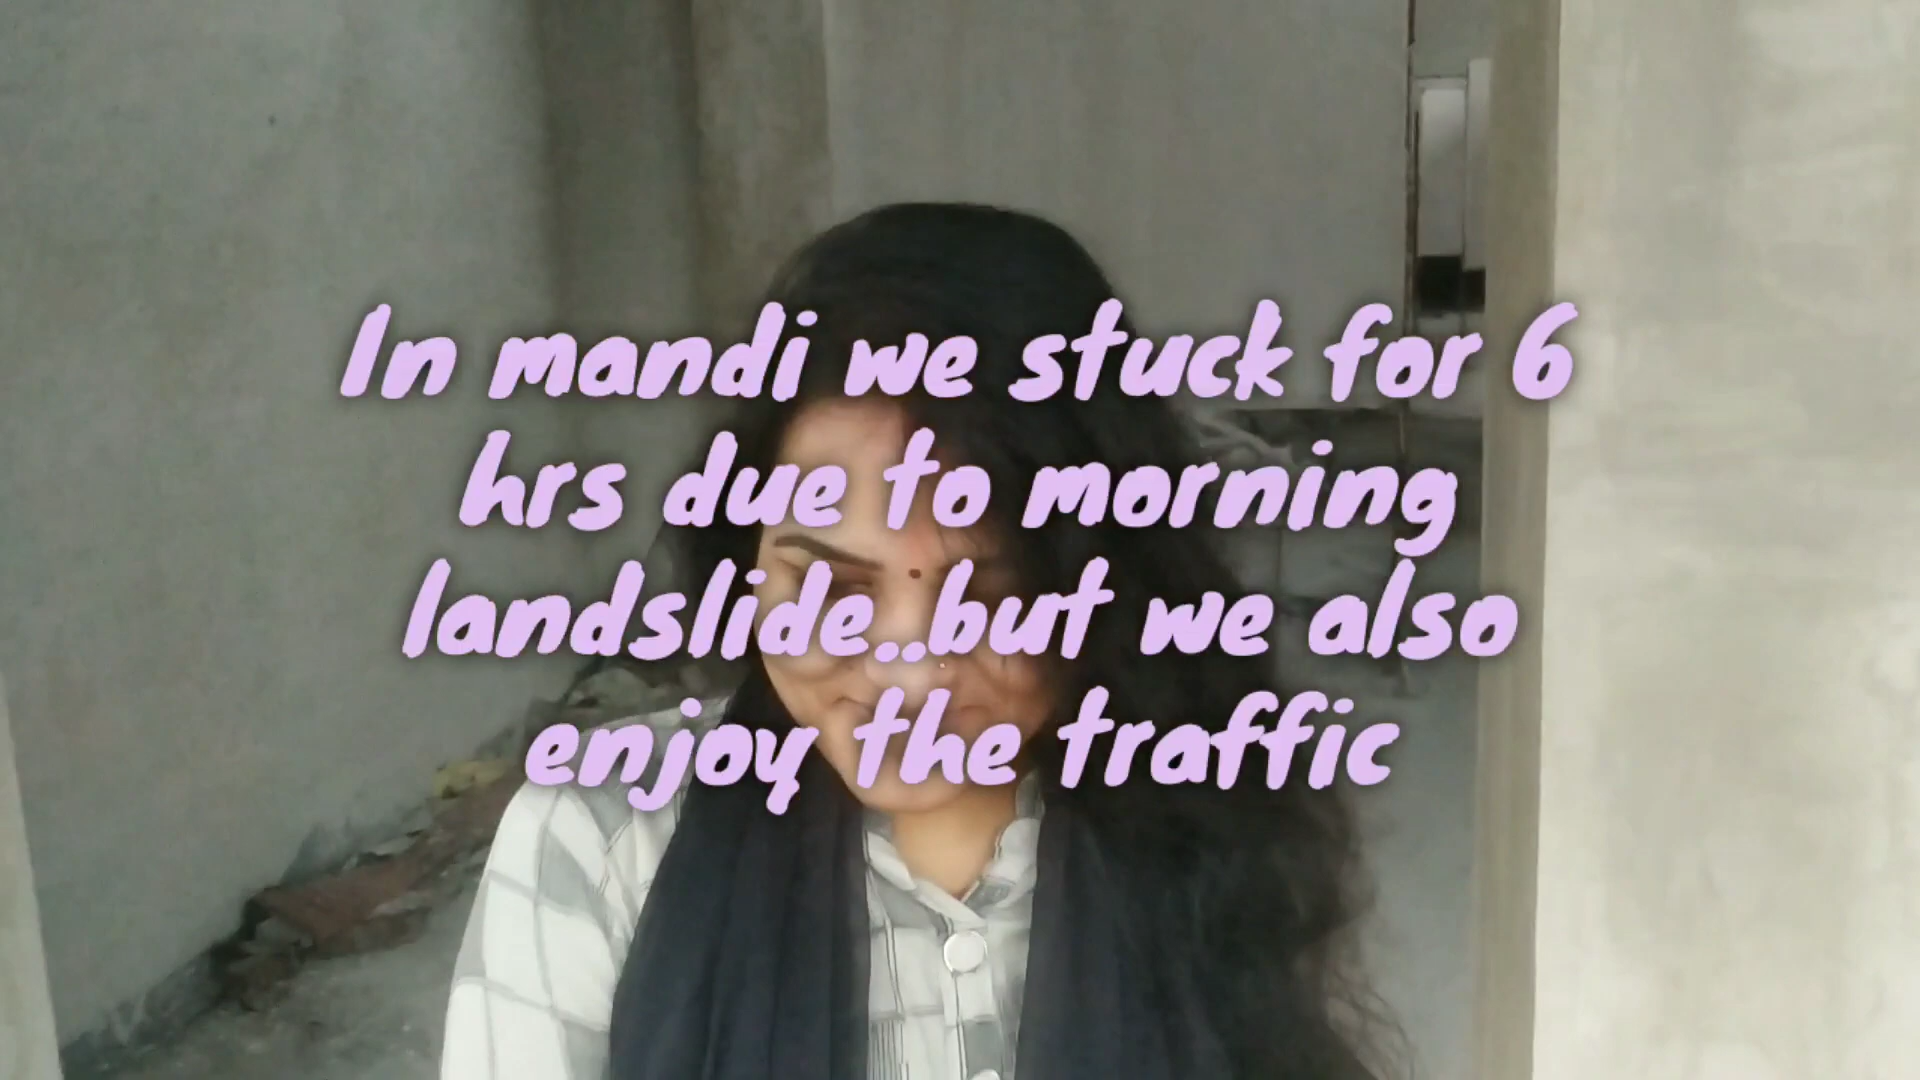 In mandi we stuck for 6
hrs due to morning
landslide..but we also
enjoy the traffic